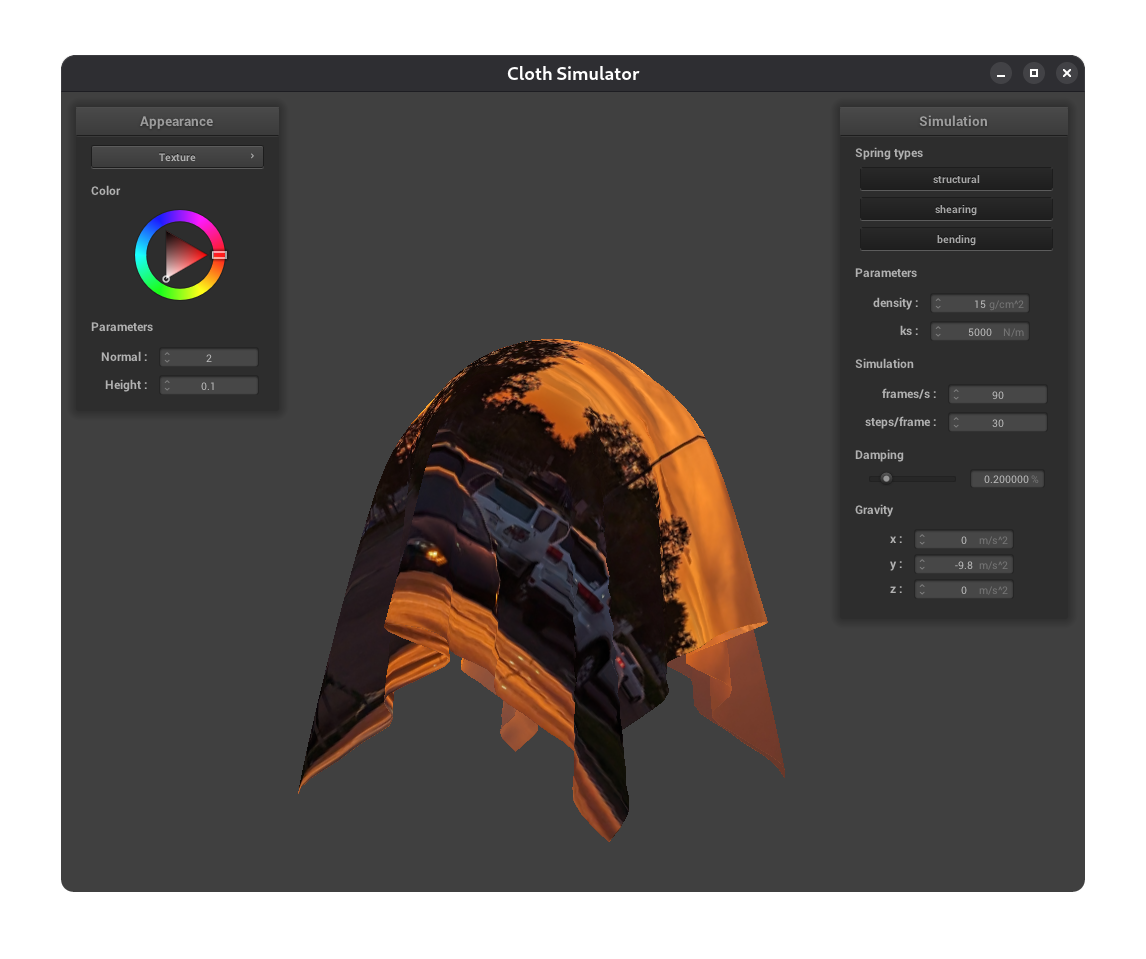 Cloth Simulator
Appearance
Texture
Color
Parameters
Normal : 2
Height : 0.1
Simulation
Spring types
structural
shearing
bending
Parameters
density : 15 g/cm^2
ks : 5000 N/m
Simulation
frames/s : 90
steps/frame : 30
Damping
0.200000 %
Gravity
x : 0 m/s^2
y : -9.8 m/s^2
z : 0 m/s^2